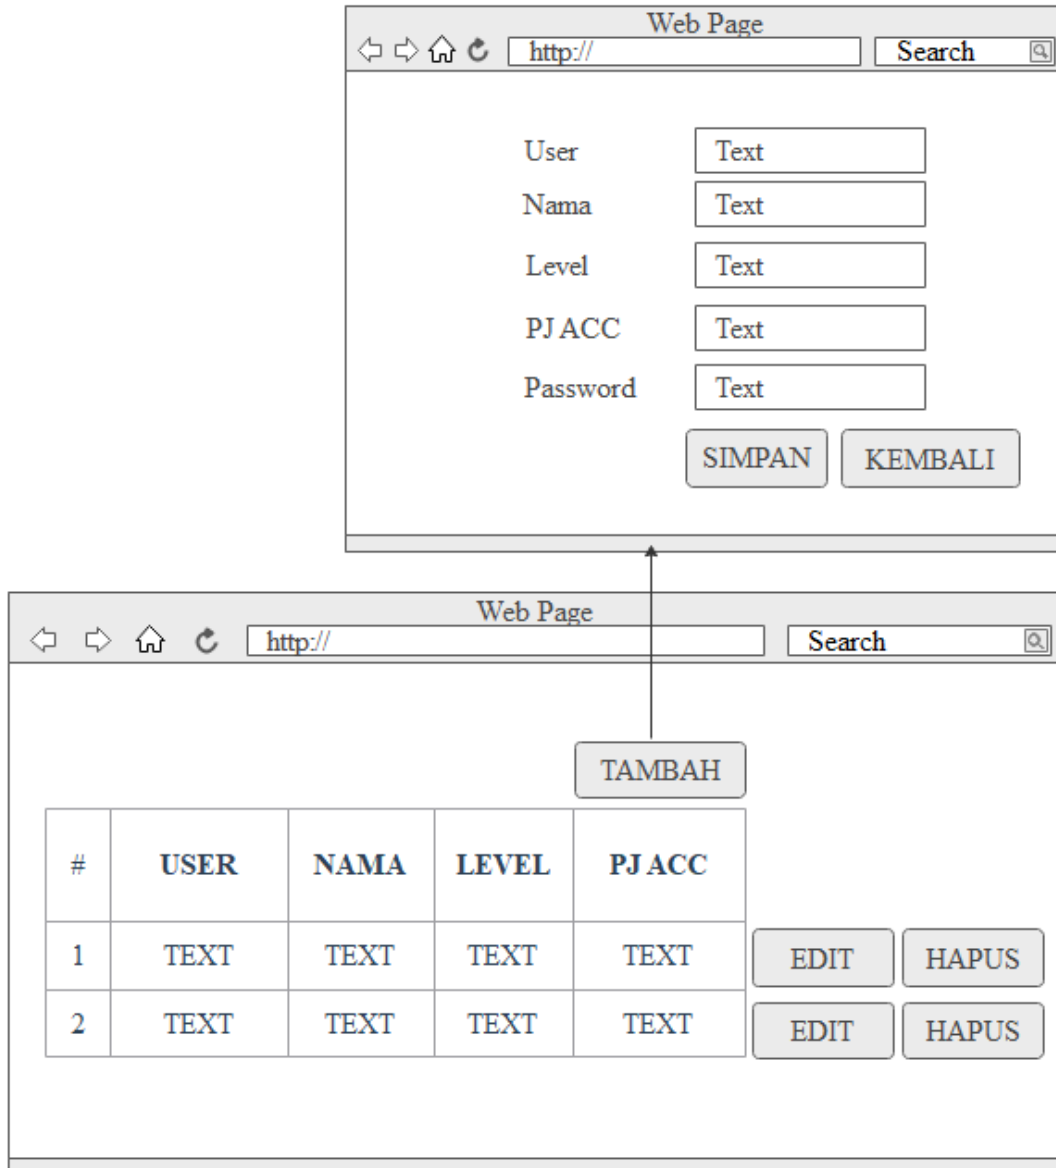 Web Page
http://
Search
User Text
Nama Text
Level Text
PJ ACC Text
Password Text
SIMPAN KEMBALI
Web Page
http://
Search
TAMBAH
# USER NAMA LEVEL PJ ACC
1 TEXT TEXT TEXT TEXT EDIT HAPUS
2 TEXT TEXT TEXT TEXT EDIT HAPUS